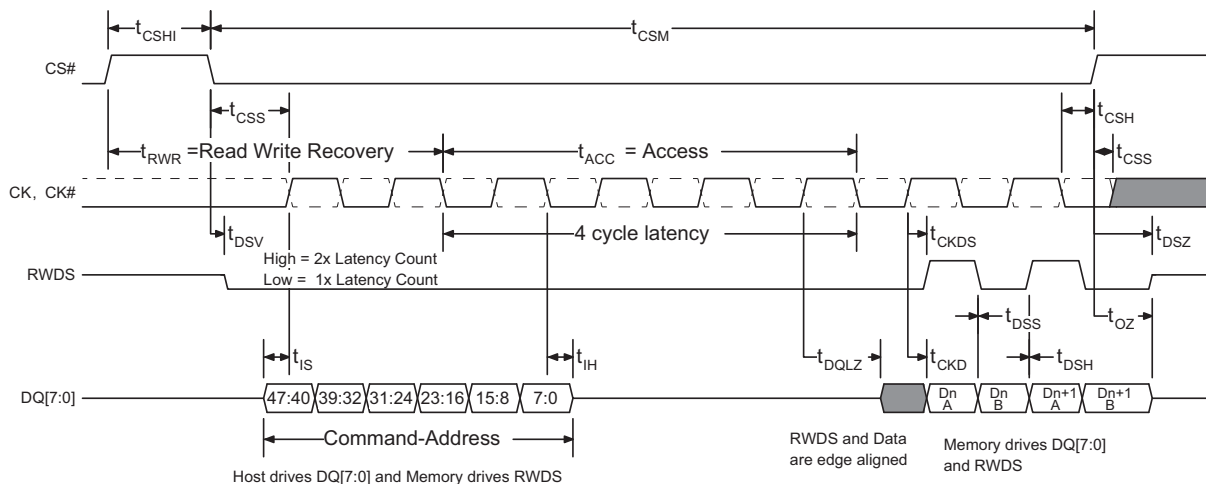 tCSHI
tCSM
CS#
tCSS
tCSH
tRWR =Read Write Recovery
tACC = Access
tCSS
CK, CK#
tDSV
4 cycle latency
tCKDS
tDSZ
High = 2x Latency Count
Low = 1x Latency Count
RWDS
tDSS
tOZ
tIS
tIH
tDQLZ
tCKD
tDSH
DQ[7:0]
47:40 39:32 31:24 23:16 15:8 7:0
Dn A
Dn B
Dn+1 A
Dn+1 B
Command-Address
RWDS and Data
are edge aligned
Memory drives DQ[7:0]
and RWDS
Host drives DQ[7:0] and Memory drives RWDS